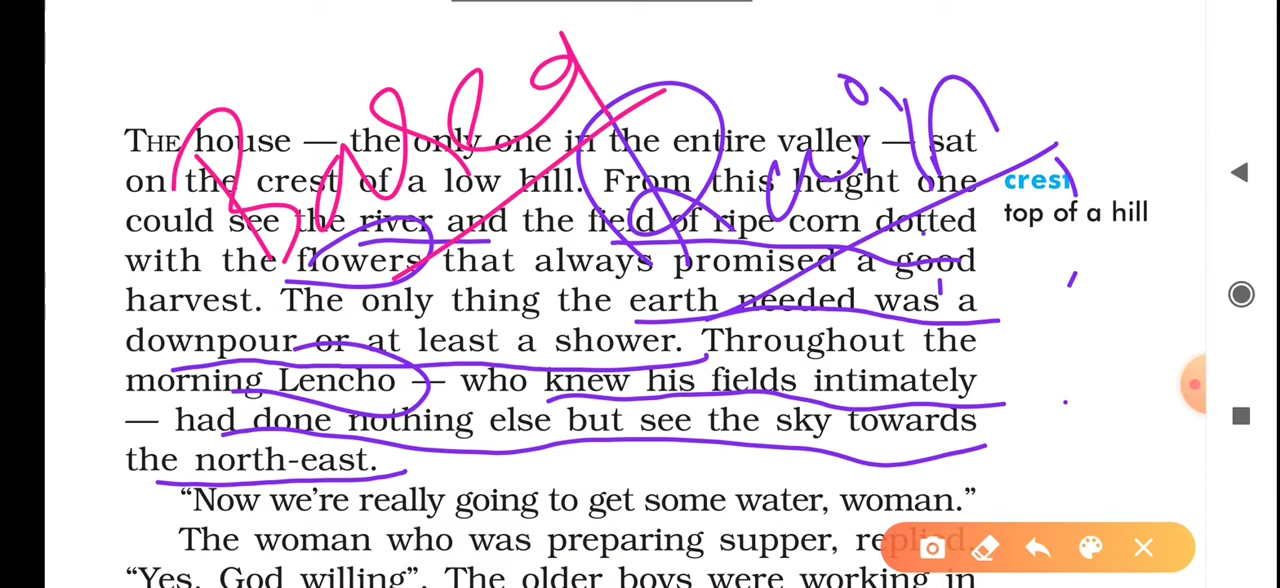 THE house — the only one in the entire valley — sat
on the crest of a low hill. From this height one
could see the river and the field of ripe corn dotted
with the flowers that always promised a good
harvest. The only thing the earth needed was a
downpour or at least a shower. Throughout the
morning Lencho — who knew his fields intimately
— had done nothing else but see the sky towards
the north-east.
“Now we’re really going to get some water, woman.”
The woman who was preparing supper, replied,
“Yes, God willing”. The older boys were working in
crest
top of a hill
Rain